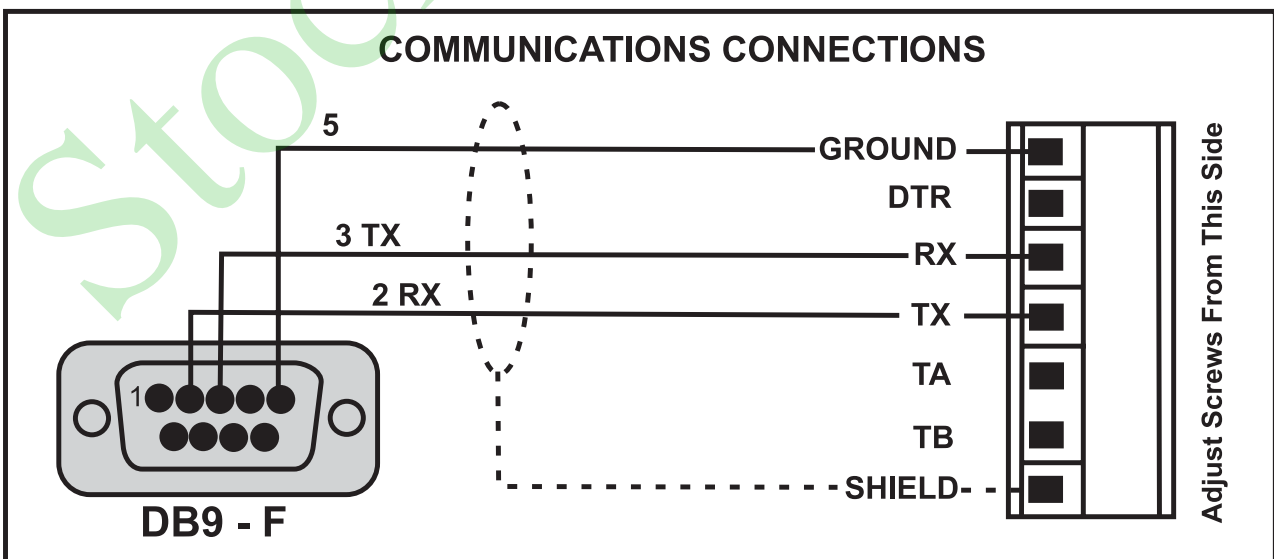 COMMUNICATIONS CONNECTIONS
5
GROUND
DTR
3 TX
RX
2 RX
TX
TA
TB
SHIELD
1
DB9 - F
Adjust Screws From This Side
Stoc